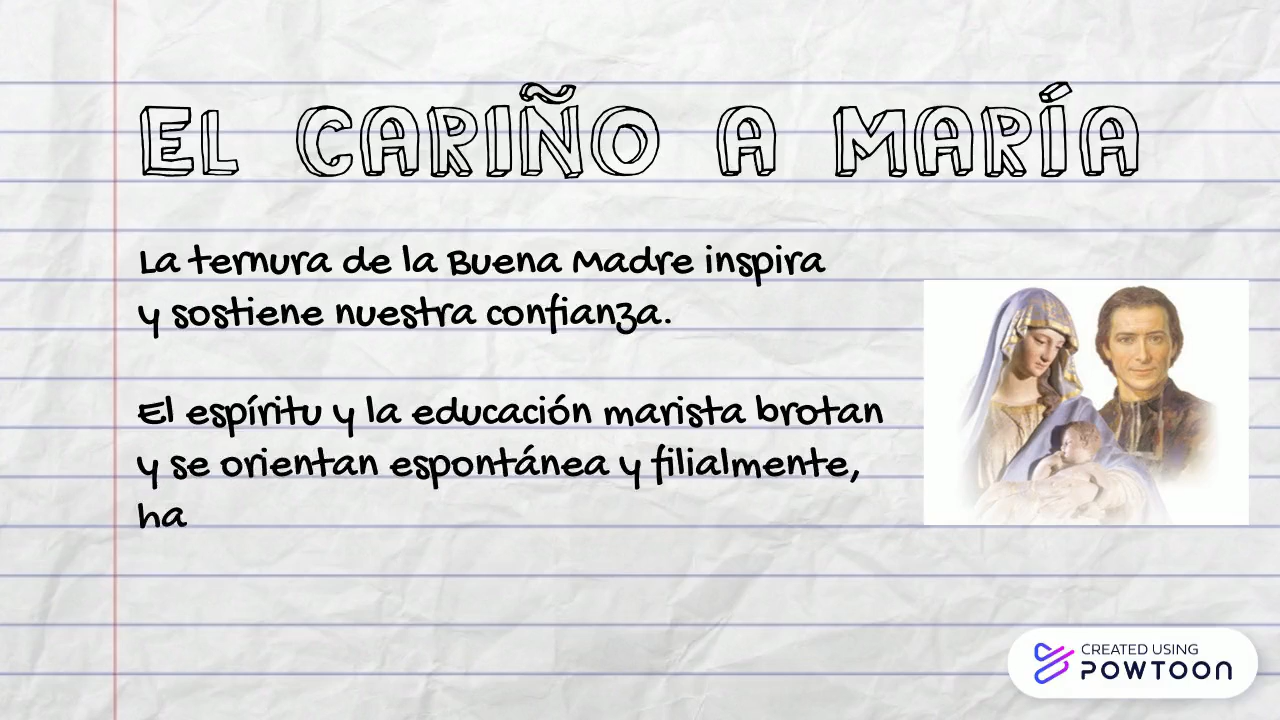 EL CARIÑO A MARÍA
La ternura de la Buena Madre inspira
y sostiene nuestra confianza.
El espíritu y la educación marista brotan
y se orientan espontánea y filialmente,
ha
CREATED USING
POWTOON